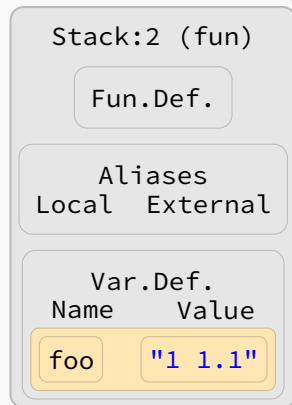 Stack:2 (fun)
Fun.Def.
Aliases
Local External
Var.Def.
Name Value
foo "1 1.1"